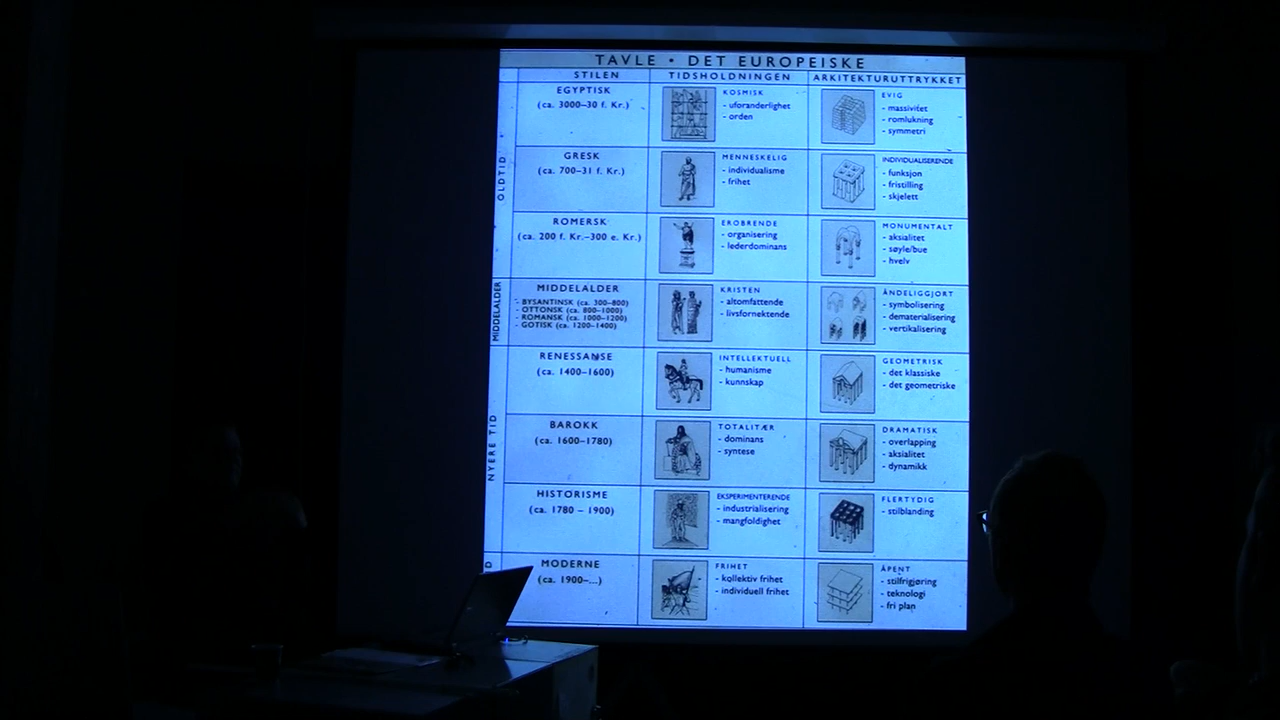 TAVLE • DET EUROPEISKE
STILEN
TIDSHOLDNINGEN
ARKITEKTURUTTRYKKET
OLDTID
EGYPTISK
(ca. 3000–30 f. Kr.)
KOSMISK
- uforanderlighet
- orden
EVIG
- massivitet
- romlukning
- symmetri
GRESK
(ca. 700–31 f. Kr.)
MENNESKELIG
- individualisme
- frihet
INDIVIDUALISERENDE
- funksjon
- fristilling
- skjelett
ROMERSK
(ca. 200 f. Kr.–300 e. Kr.)
EROBRENDE
- organisering
- lederdominans
MONUMENTALT
- aksialitet
- søyle/bue
- hvelv
MIDDELALDER
MIDDELALDER
- BYSANTINSK (ca. 300–800)
- OTTONSK (ca. 800–1000)
- ROMANSK (ca. 1000–1200)
- GOTISK (ca. 1200–1400)
KRISTEN
- altomfattende
- livsfornektende
ÅNDELIGGJORT
- symbolisering
- dematerialisering
- vertikalisering
NYERE TID
RENESSANSE
(ca. 1400–1600)
INTELLEKTUELL
- humanisme
- kunnskap
GEOMETRISK
- det klassiske
- det geometriske
BAROKK
(ca. 1600–1780)
TOTALITÆR
- dominans
- syntese
DRAMATISK
- overlapping
- aksialitet
- dynamikk
HISTORISME
(ca. 1780 – 1900)
EKSPERIMENTERENDE
- industrialisering
- mangfoldighet
FLERTYDIG
- stilblanding
D
MODERNE
(ca. 1900–...)
FRIHET
- kollektiv frihet
- individuell frihet
ÅPENT
- stilfrigjøring
- teknologi
- fri plan